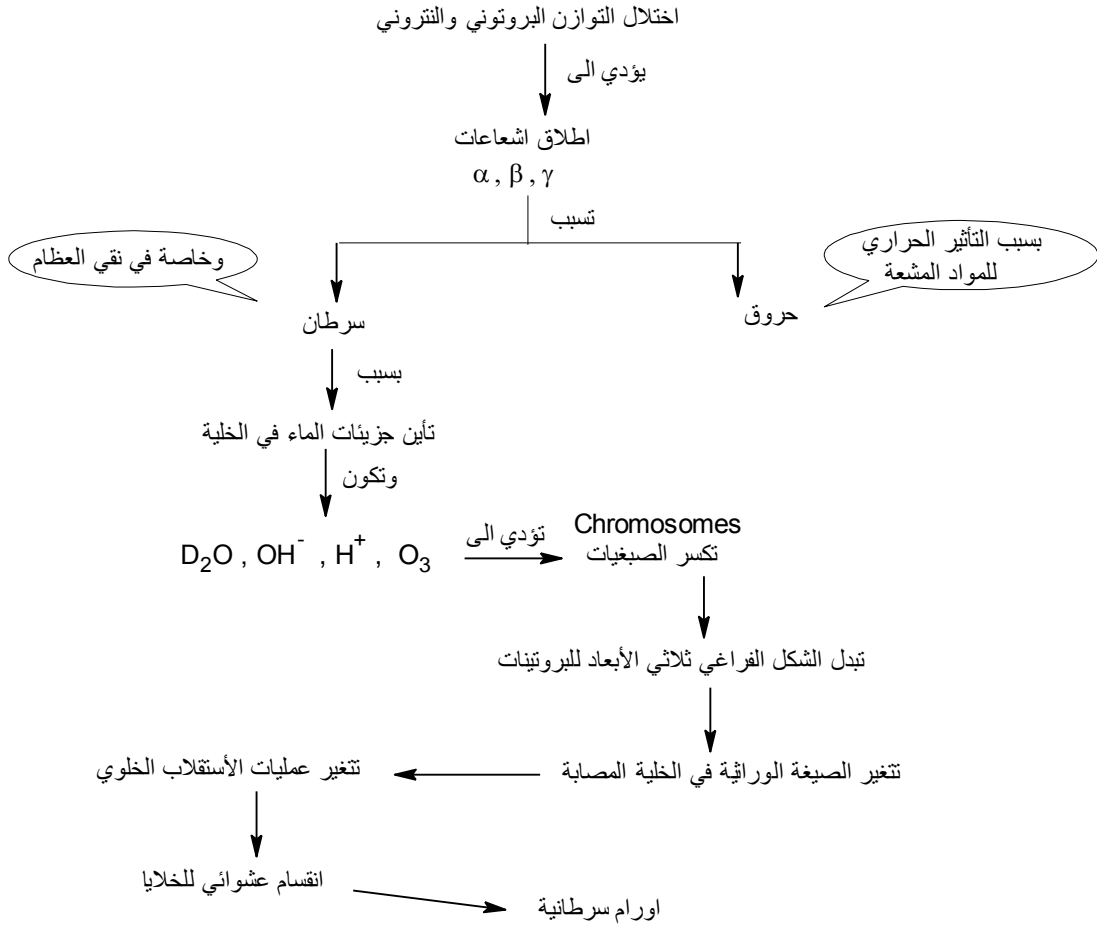 اختلال التوازن البروتوني والنتروني
يؤدي الى
اطلاق اشعاعات
α , β , γ
تسبب
بسبب التأثير الحراري
للمواد المشعة
وخاصة في نقي العظام
حروق
سرطان
بسبب
تأين جزيئات الماء في الخلية
وتكون
D₂O , OH⁻ , H⁺ , O₃
تؤدي الى
Chromosomes
تكسر الصبغيات
تبدل الشكل الفراغي ثلاثي الأبعاد للبروتينات
تتغير الصيغة الوراثية في الخلية المصابة
تتغير عمليات الأستقلاب الخلوي
انقسام عشوائي للخلايا
اورام سرطانية